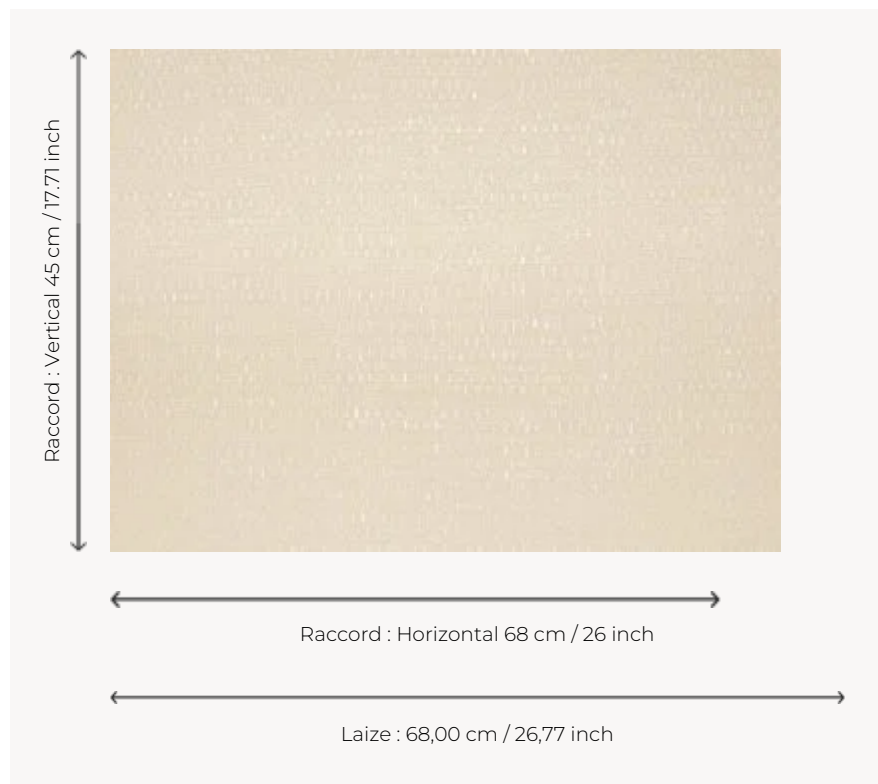 Raccord : Vertical 45 cm / 17.71 inch
Raccord : Horizontal 68 cm / 26 inch
Laize : 68,00 cm / 26,77 inch